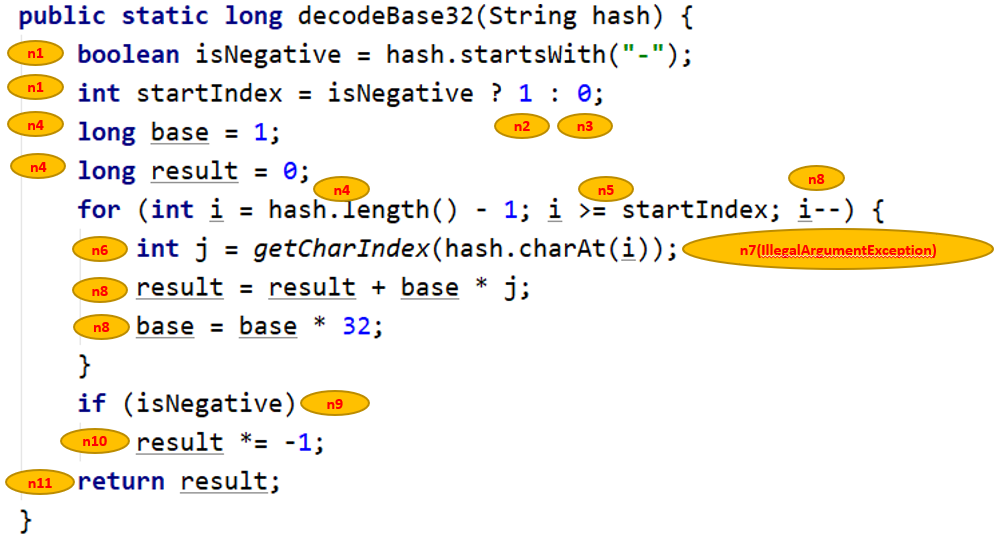 public static long decodeBase32(String hash) {
n1 boolean isNegative = hash.startsWith("-");
n1 int startIndex = isNegative ? 1 : 0;
n4 long base = 1; n2 n3
n4 long result = 0;
n4 n5 n8
for (int i = hash.length() - 1; i >= startIndex; i--) {
n6 int j = getCharIndex(hash.charAt(i)); n7(IllegalArgumentException)
n8 result = result + base * j;
n8 base = base * 32;
}
if (isNegative) n9
n10 result *= -1;
n11 return result;
}